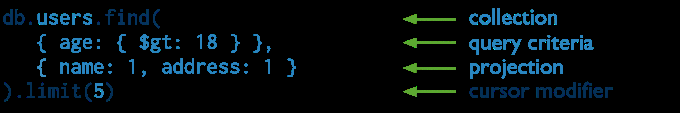 db.users.find( collection
{ age: { $gt: 18 } }, query criteria
{ name: 1, address: 1 } projection
).limit(5) cursor modifier